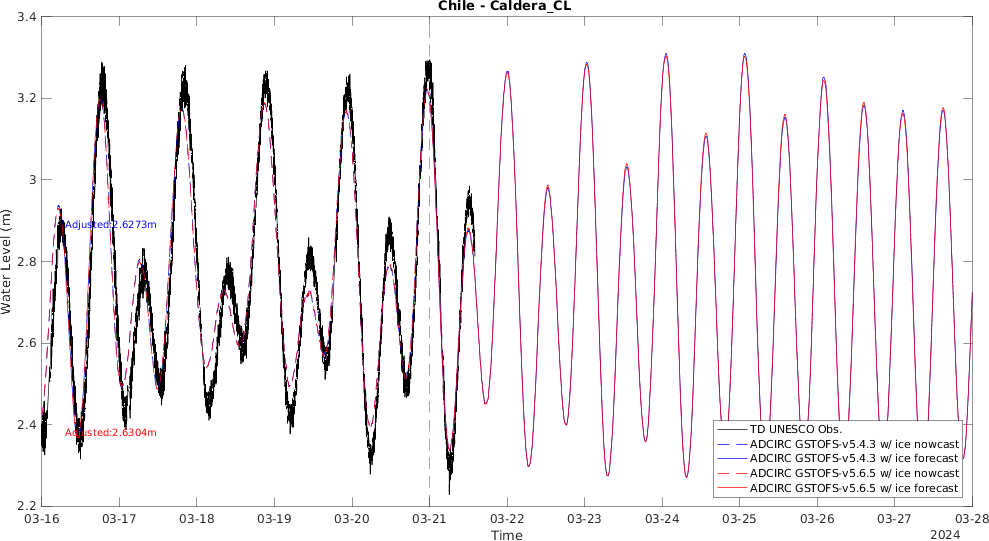 Chile - Caldera_CL
3.4
3.2
3
2.8
2.6
2.4
2.2
Water Level (m)
Adjusted:2.6273m
Adjusted:2.6304m
TD UNESCO Obs.
ADCIRC GSTOFS-v5.4.3 w/ ice nowcast
ADCIRC GSTOFS-v5.4.3 w/ ice forecast
ADCIRC GSTOFS-v5.6.5 w/ ice nowcast
ADCIRC GSTOFS-v5.6.5 w/ ice forecast
03-16 03-17 03-18 03-19 03-20 03-21 03-22 03-23 03-24 03-25 03-26 03-27 03-28
Time
2024